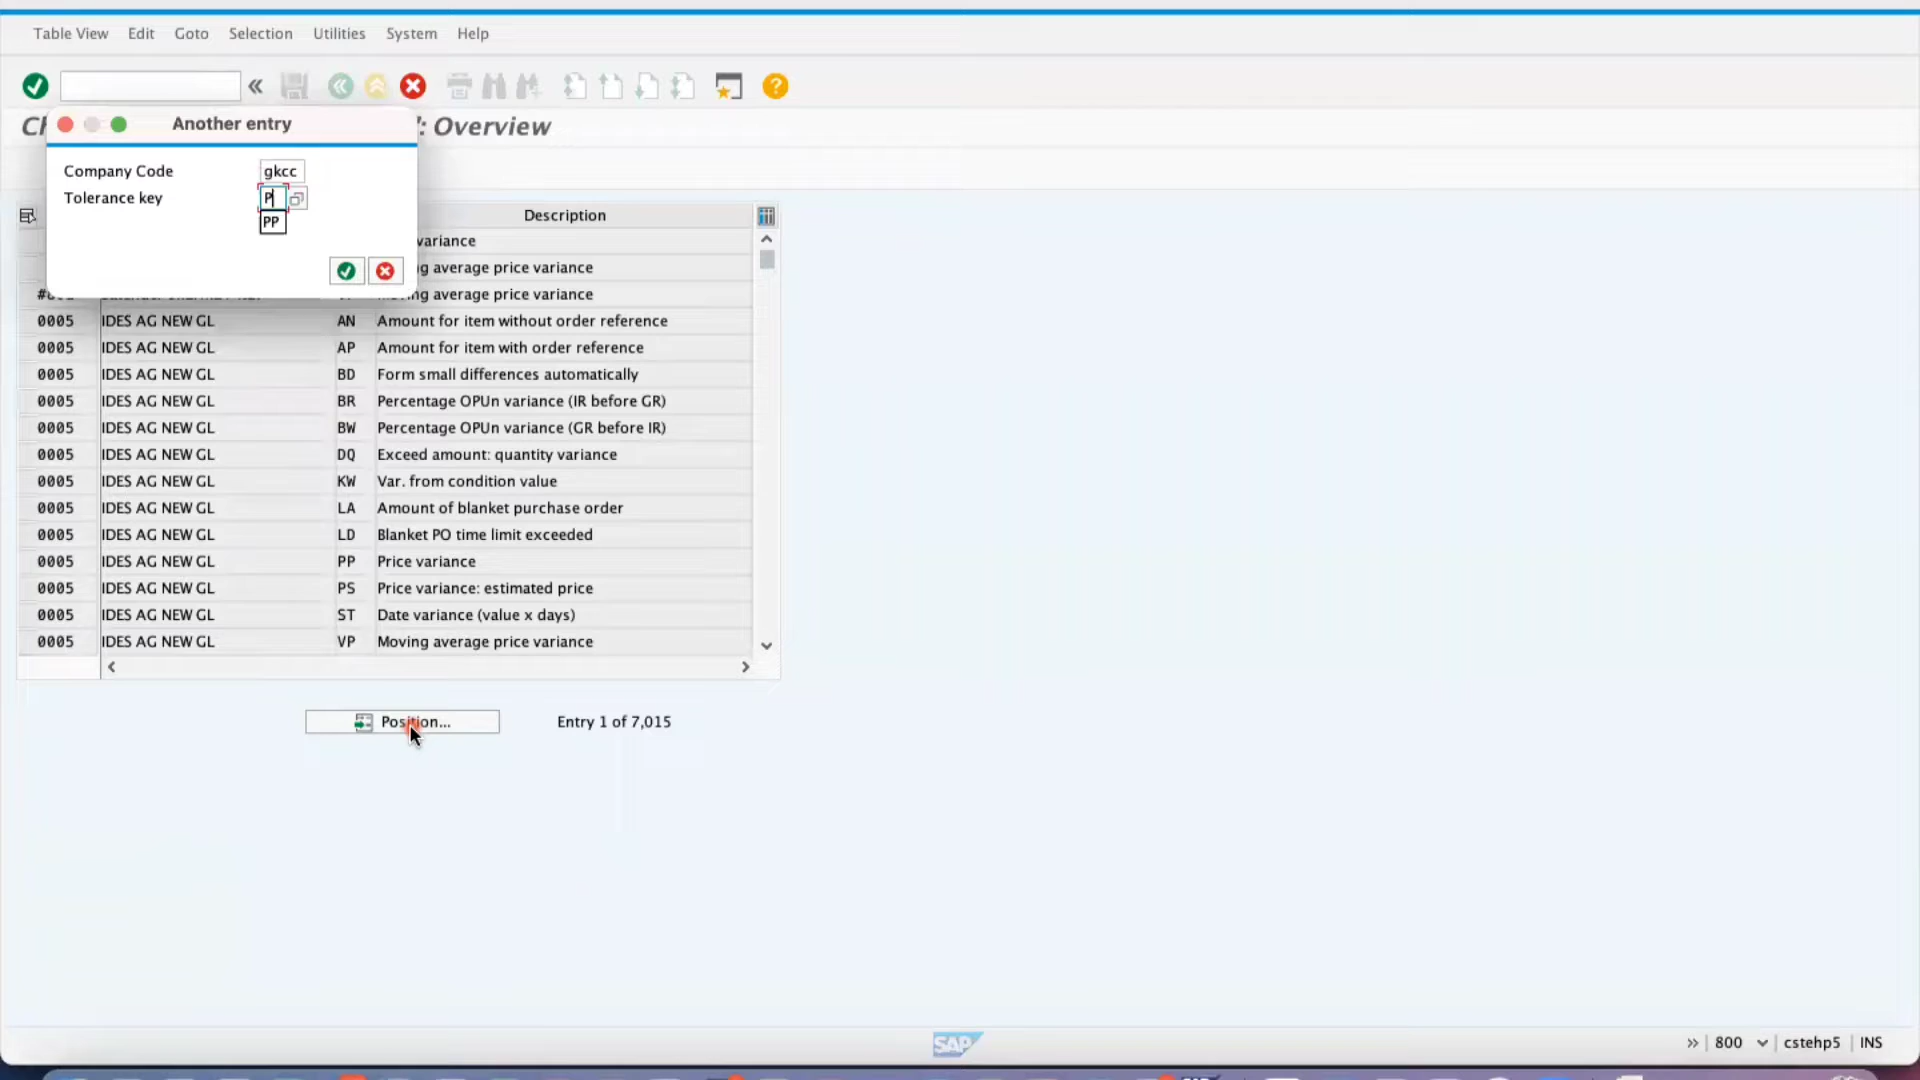 Table View Edit Goto Selection Utilities System Help
Another entry
: Overview
Company Code gkcc
Tolerance key P
PP
Description
variance
average price variance
average price variance
0005 IDES AG NEW GL AN Amount for item without order reference
0005 IDES AG NEW GL AP Amount for item with order reference
0005 IDES AG NEW GL BD Form small differences automatically
0005 IDES AG NEW GL BR Percentage OPUn variance (IR before GR)
0005 IDES AG NEW GL BW Percentage OPUn variance (GR before IR)
0005 IDES AG NEW GL DQ Exceed amount: quantity variance
0005 IDES AG NEW GL KW Var. from condition value
0005 IDES AG NEW GL LA Amount of blanket purchase order
0005 IDES AG NEW GL LD Blanket PO time limit exceeded
0005 IDES AG NEW GL PP Price variance
0005 IDES AG NEW GL PS Price variance: estimated price
0005 IDES AG NEW GL ST Date variance (value x days)
0005 IDES AG NEW GL VP Moving average price variance
Position... Entry 1 of 7,015
SAP 800 cstehp5 INS